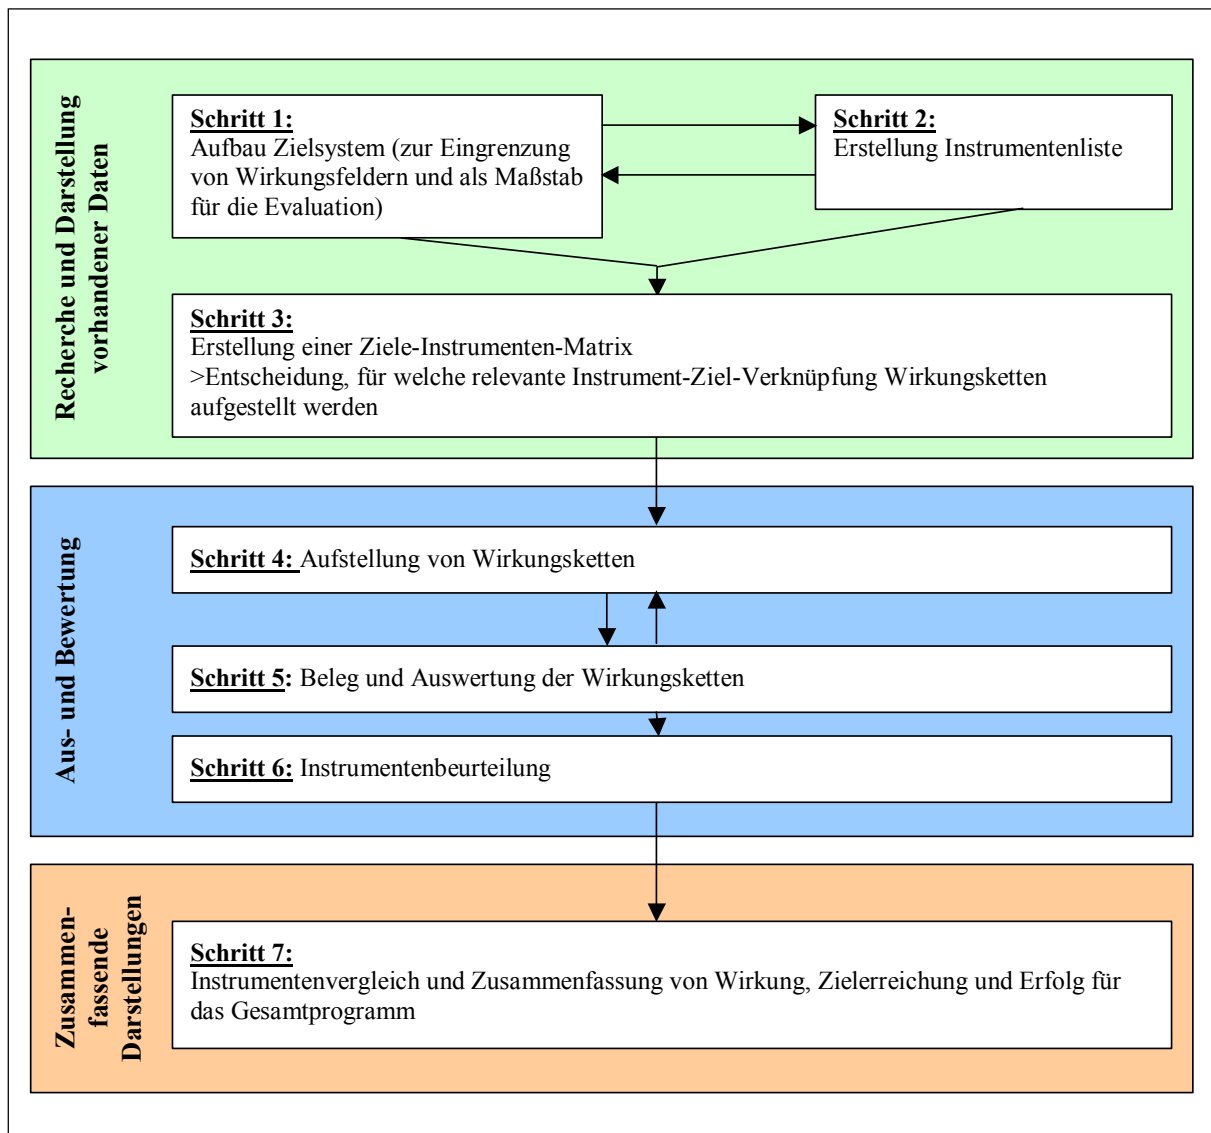 Recherche und Darstellung
vorhandener Daten
Schritt 1:
Aufbau Zielsystem (zur Eingrenzung
von Wirkungsfeldern und als Maßstab
für die Evaluation)
Schritt 2:
Erstellung Instrumentenliste
Schritt 3:
Erstellung einer Ziele-Instrumenten-Matrix
>Entscheidung, für welche relevante Instrument-Ziel-Verknüpfung Wirkungsketten
aufgestellt werden
Aus- und Bewertung
Schritt 4: Aufstellung von Wirkungsketten
Schritt 5: Beleg und Auswertung der Wirkungsketten
Schritt 6: Instrumentenbeurteilung
Zusammen-
fassende
Darstellungen
Schritt 7:
Instrumentenvergleich und Zusammenfassung von Wirkung, Zielerreichung und Erfolg für
das Gesamtprogramm